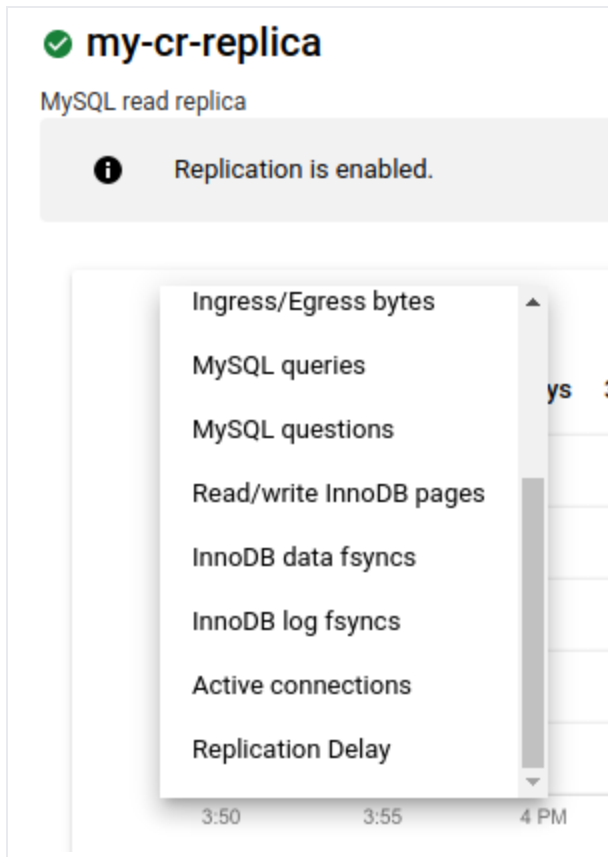 my-cr-replica
MySQL read replica
Replication is enabled.
Ingress/Egress bytes
MySQL queries
ys
MySQL questions
Read/write InnoDB pages
InnoDB data fsyncs
InnoDB log fsyncs
Active connections
Replication Delay
3:50 3:55 4 PM